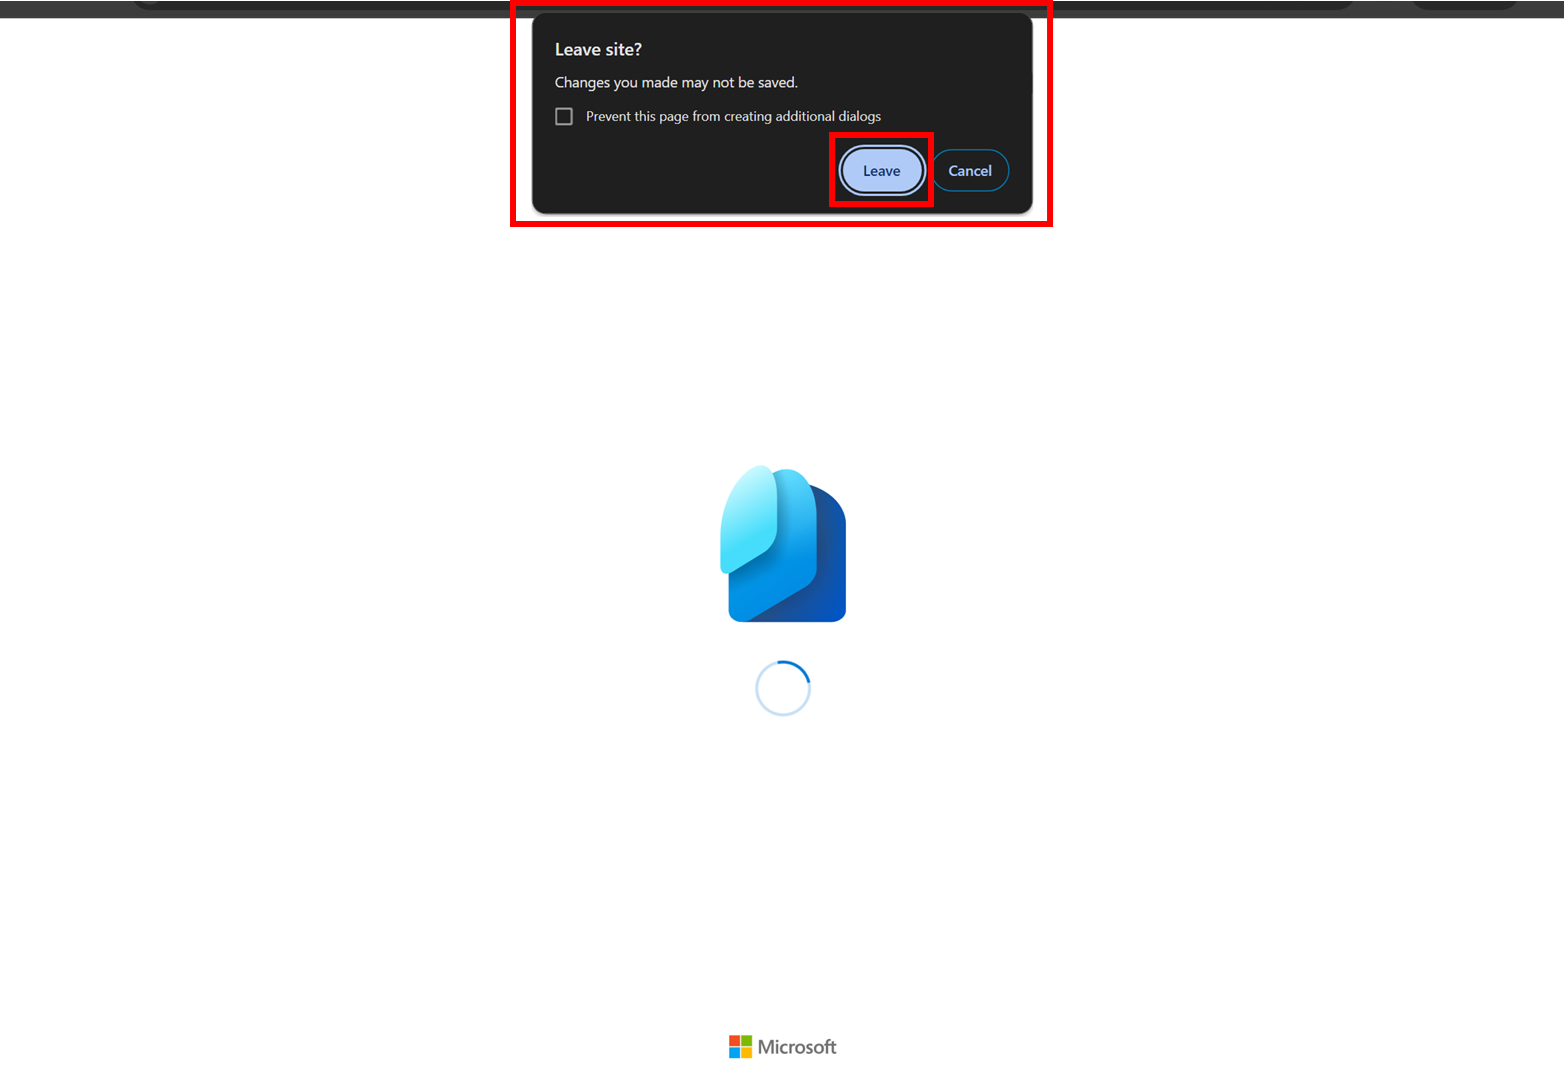 Leave site?
Changes you made may not be saved.
Prevent this page from creating additional dialogs
Leave
Cancel
Microsoft